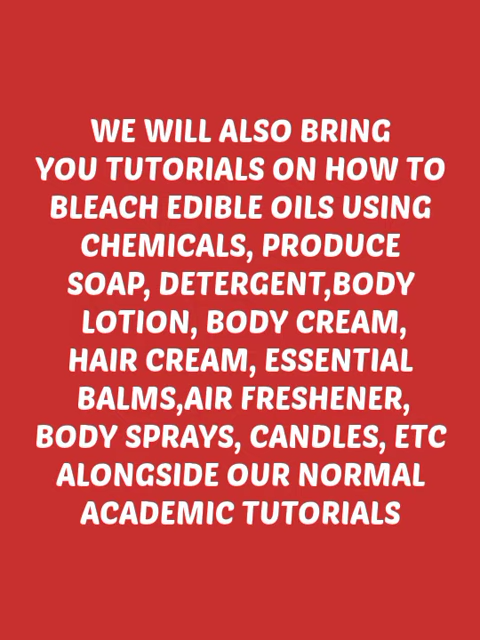 WE WILL ALSO BRING
YOU TUTORIALS ON HOW TO
BLEACH EDIBLE OILS USING
CHEMICALS, PRODUCE
SOAP, DETERGENT,BODY
LOTION, BODY CREAM,
HAIR CREAM, ESSENTIAL
BALMS,AIR FRESHENER,
BODY SPRAYS, CANDLES, ETC
ALONGSIDE OUR NORMAL
ACADEMIC TUTORIALS